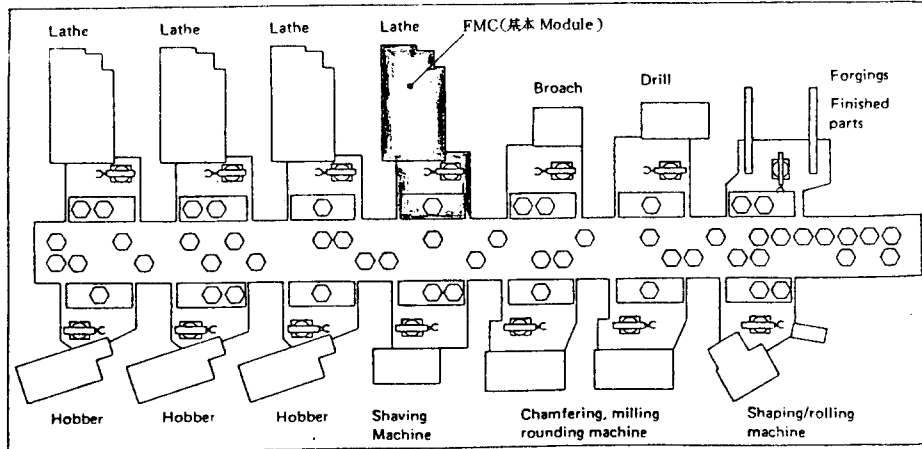 Lathe
Lathe
Lathe
Lathe
FMC(基本 Module)
Broach
Drill
Forgings
Finished
parts
Hobber
Hobber
Hobber
Shaving
Machine
Chamfering, milling
rounding machine
Shaping/rolling
machine